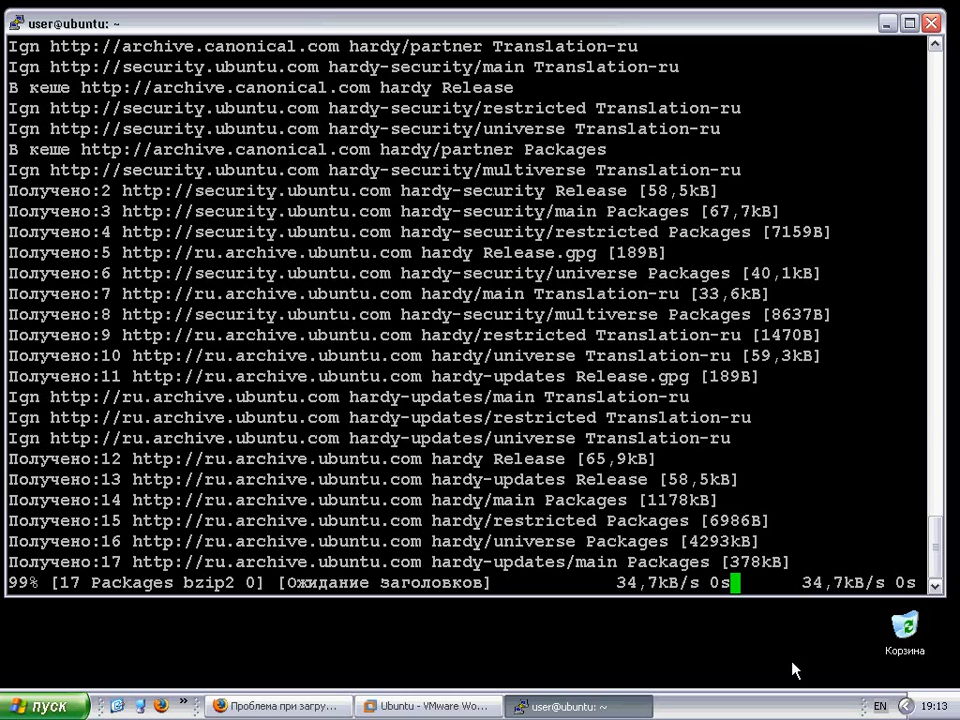 user@ubuntu: ~
Ign http://archive.canonical.com hardy/partner Translation-ru
Ign http://security.ubuntu.com hardy-security/main Translation-ru
В кеше http://archive.canonical.com hardy Release
Ign http://security.ubuntu.com hardy-security/restricted Translation-ru
Ign http://security.ubuntu.com hardy-security/universe Translation-ru
В кеше http://archive.canonical.com hardy/partner Packages
Ign http://security.ubuntu.com hardy-security/multiverse Translation-ru
Получено:2 http://security.ubuntu.com hardy-security Release [58,5kB]
Получено:3 http://security.ubuntu.com hardy-security/main Packages [67,7kB]
Получено:4 http://security.ubuntu.com hardy-security/restricted Packages [7159B]
Получено:5 http://ru.archive.ubuntu.com hardy Release.gpg [189B]
Получено:6 http://security.ubuntu.com hardy-security/universe Packages [40,1kB]
Получено:7 http://ru.archive.ubuntu.com hardy/main Translation-ru [33,6kB]
Получено:8 http://security.ubuntu.com hardy-security/multiverse Packages [8637B]
Получено:9 http://ru.archive.ubuntu.com hardy/restricted Translation-ru [1470B]
Получено:10 http://ru.archive.ubuntu.com hardy/universe Translation-ru [59,3kB]
Получено:11 http://ru.archive.ubuntu.com hardy-updates Release.gpg [189B]
Ign http://ru.archive.ubuntu.com hardy-updates/main Translation-ru
Ign http://ru.archive.ubuntu.com hardy-updates/restricted Translation-ru
Ign http://ru.archive.ubuntu.com hardy-updates/universe Translation-ru
Получено:12 http://ru.archive.ubuntu.com hardy Release [65,9kB]
Получено:13 http://ru.archive.ubuntu.com hardy-updates Release [58,5kB]
Получено:14 http://ru.archive.ubuntu.com hardy/main Packages [1178kB]
Получено:15 http://ru.archive.ubuntu.com hardy/restricted Packages [6986B]
Получено:16 http://ru.archive.ubuntu.com hardy/universe Packages [4293kB]
Получено:17 http://ru.archive.ubuntu.com hardy-updates/main Packages [378kB]
99% [17 Packages bzip2 0] [Ожидание заголовков] 34,7kB/s 0s 34,7kB/s 0s
Корзина
пуск » Проблема при загру... Ubuntu - VMware Wo... user@ubuntu: ~ EN 19:13